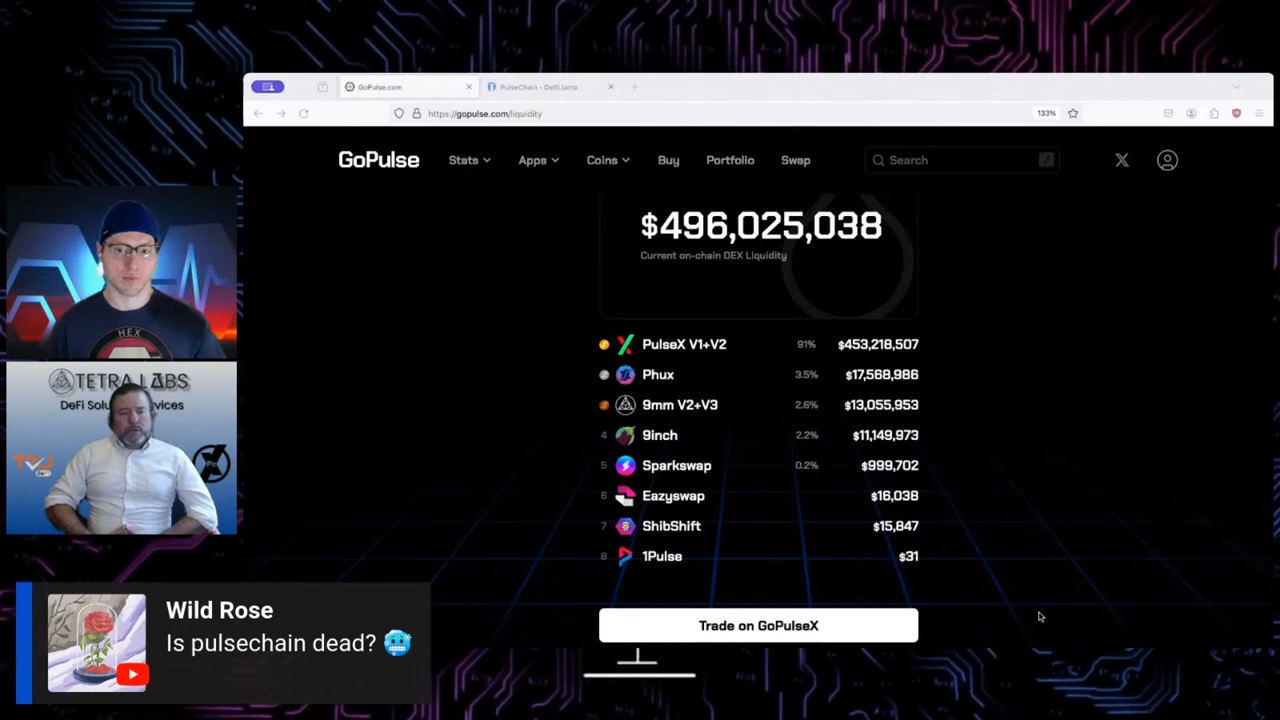 GoPulse.com
PulseChain - DefiLlama
https://gopulse.com/liquidity
133%
GoPulse
Stats
Apps
Coins
Buy
Portfolio
Swap
Search
/
$496,025,038
Current on-chain DEX Liquidity
PulseX V1+V2 91% $453,218,507
Phux 3.5% $17,568,986
9mm V2+V3 2.6% $13,055,953
4 9inch 2.2% $11,149,973
5 Sparkswap 0.2% $999,702
6 Eazyswap $16,038
7 ShibShift $15,847
8 1Pulse $31
Trade on GoPulseX
HEX
TETRA LABS
Wild Rose
Is pulsechain dead? 🥶